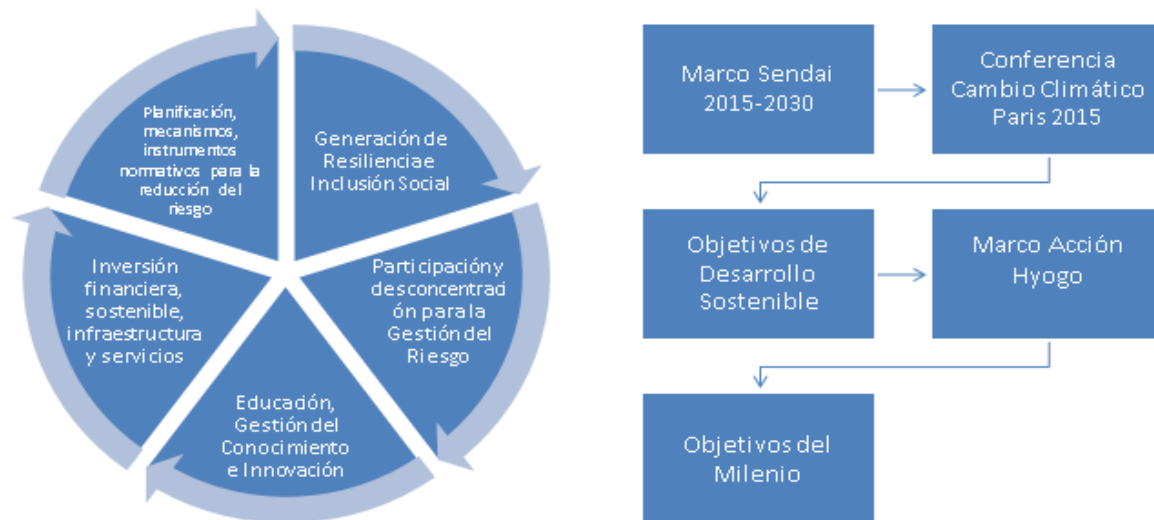 Planificación,
mecanismos,
instrumentos
normativos para la
reducción del
riesgo
Generación de
Resiliencia e
Inclusión Social
Participación y
desconcentraci
ón para la
Gestión del
Riesgo
Educación,
Gestión del
Conocimiento
e Innovación
Inversión
financiera,
sostenible,
infraestructura
y servicios
Marco Sendai
2015-2030
Conferencia
Cambio Climático
Paris 2015
Objetivos de
Desarrollo
Sostenible
Marco Acción
Hyogo
Objetivos del
Milenio